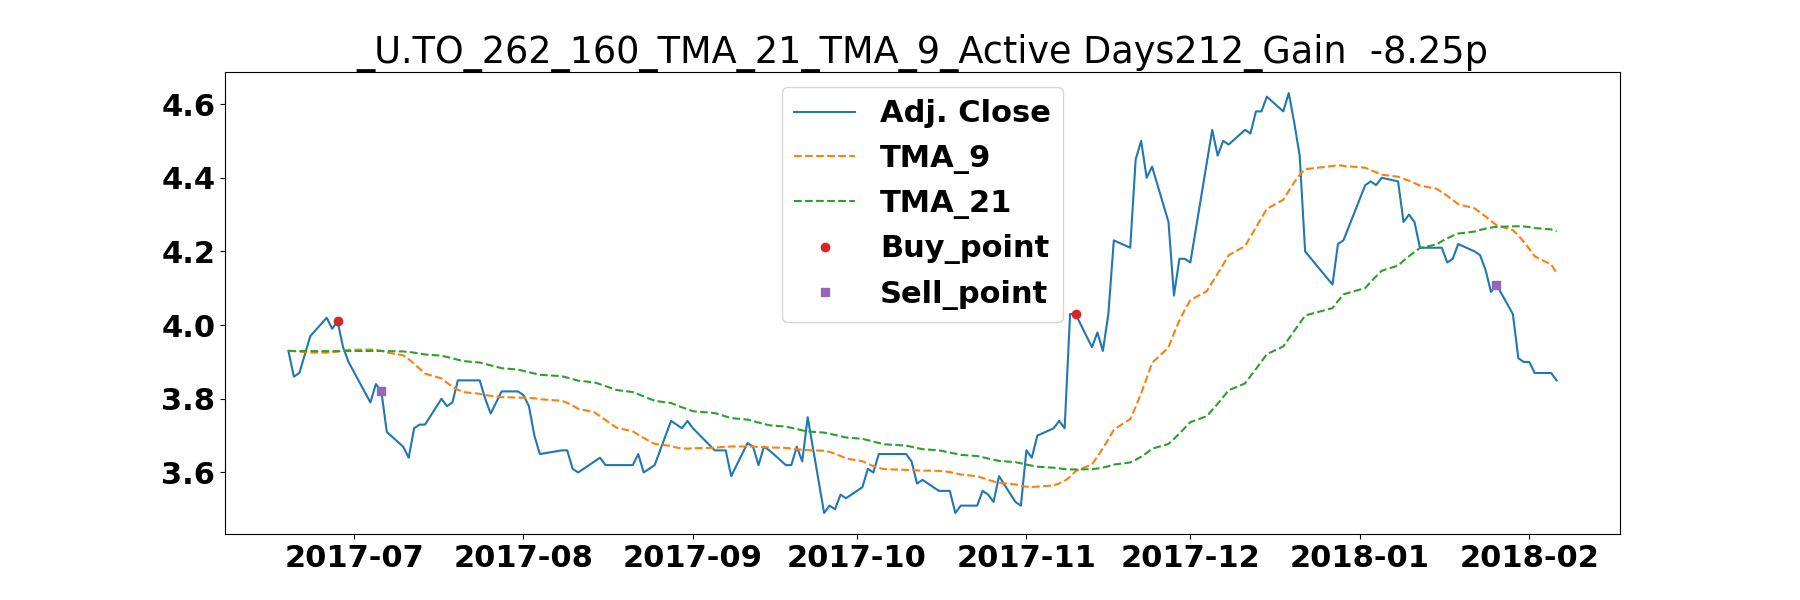 _U.TO_262_160_TMA_21_TMA_9_Active Days212_Gain  -8.25p
4.6
4.4
4.2
4.0
3.8
3.6
Adj. Close
TMA_9
TMA_21
Buy_point
Sell_point
2017-07 2017-08 2017-09 2017-10 2017-11 2017-12 2018-01 2018-02